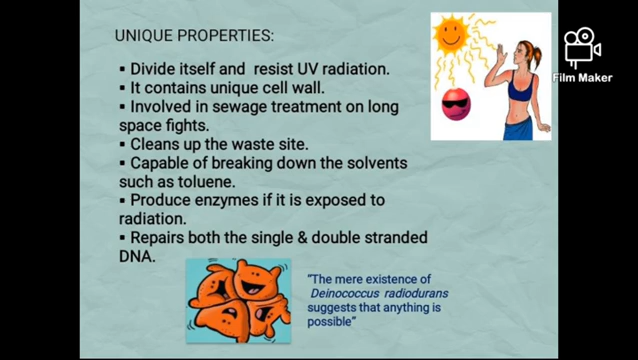 UNIQUE PROPERTIES:
▪ Divide itself and resist UV radiation.
▪ It contains unique cell wall.
▪ Involved in sewage treatment on long
space fights.
▪ Cleans up the waste site.
▪ Capable of breaking down the solvents
such as toluene.
▪ Produce enzymes if it is exposed to
radiation.
▪ Repairs both the single & double stranded
DNA.
"The mere existence of
Deinococcus radiodurans
suggests that anything is
possible"
Film Maker